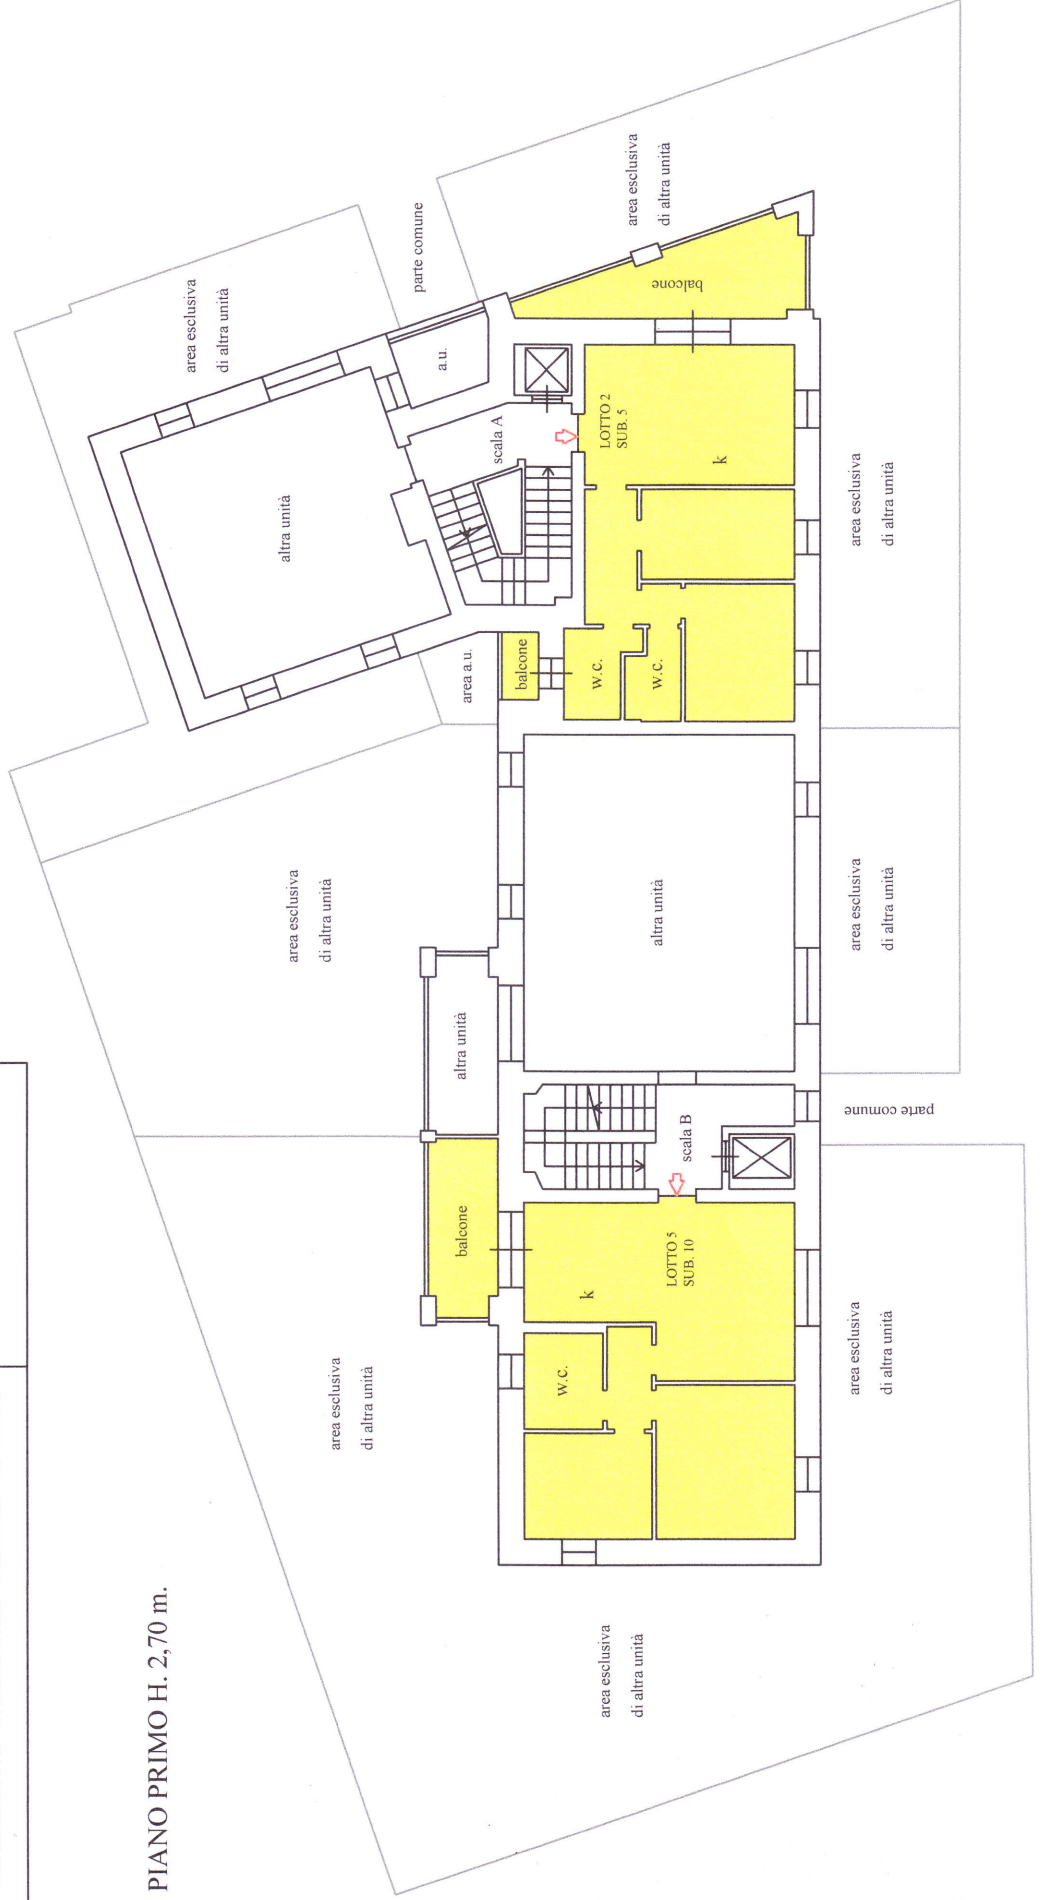 PIANO PRIMO H. 2,70 m.
area esclusiva
di altra unità
parte comune
area esclusiva
di altra unità
a.u.
balcone
altra unità
scala A
LOTTO 2
SUB. 5
k
area esclusiva
di altra unità
area a.u.
balcone
w.c.
w.c.
area esclusiva
di altra unità
altra unità
altra unità
area esclusiva
di altra unità
parte comune
scala B
balcone
k
LOTTO 5
SUB. 10
w.c.
area esclusiva
di altra unità
area esclusiva
di altra unità
area esclusiva
di altra unità